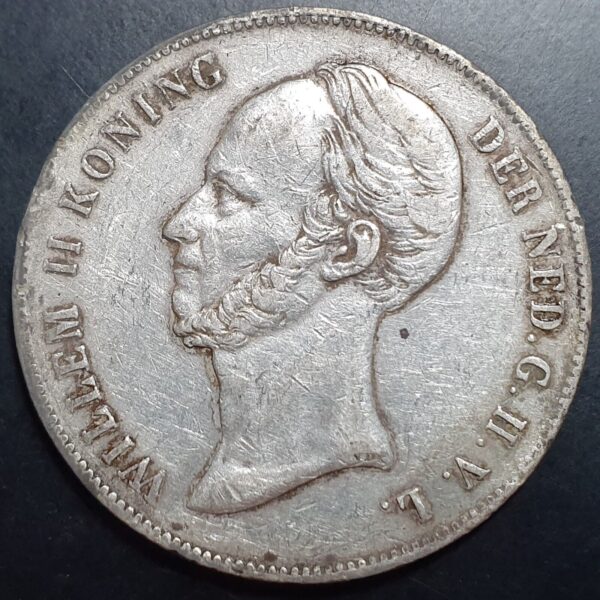 WILLEM II KONING
DER NED. G. H. V. L.